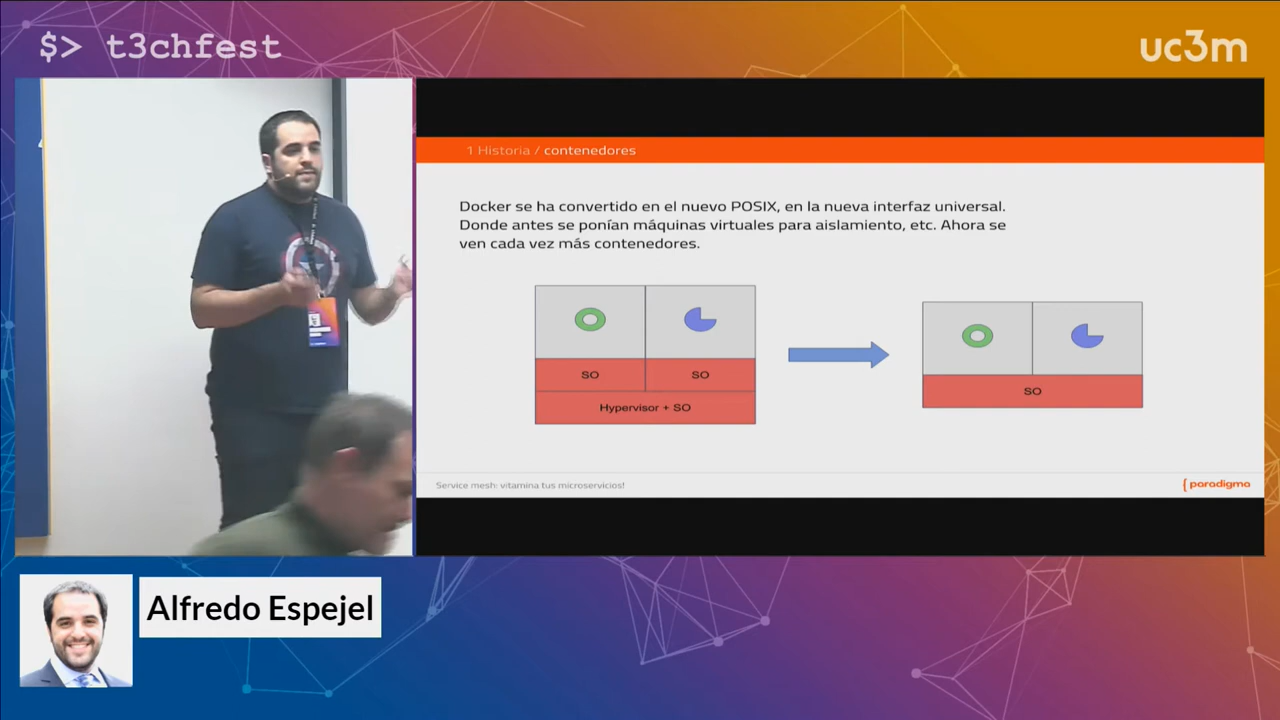 $> t3chfest
uc3m
1 Historia / contenedores
Docker se ha convertido en el nuevo POSIX, en la nueva interfaz universal.
Donde antes se ponían máquinas virtuales para aislamiento, etc. Ahora se
ven cada vez más contenedores.
SO SO
Hypervisor + SO
SO
Service mesh: vitamina tus microservicios!
{paradigma
Alfredo Espejel